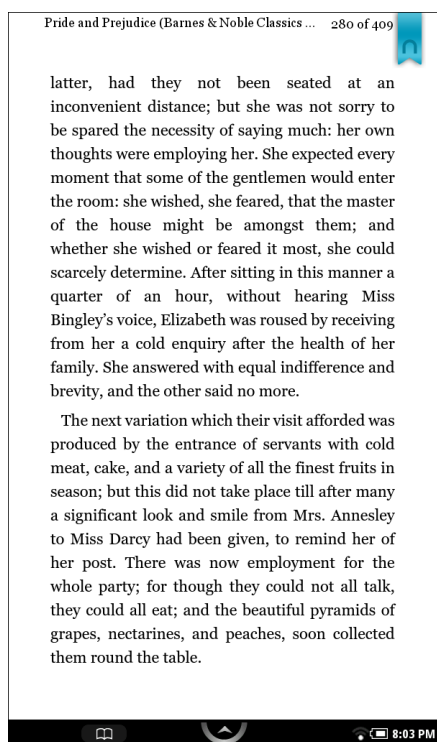 Pride and Prejudice (Barnes & Noble Classics ... 280 of 409
latter, had they not been seated at an
inconvenient distance; but she was not sorry to
be spared the necessity of saying much: her own
thoughts were employing her. She expected every
moment that some of the gentlemen would enter
the room: she wished, she feared, that the master
of the house might be amongst them; and
whether she wished or feared it most, she could
scarcely determine. After sitting in this manner a
quarter of an hour, without hearing Miss
Bingley’s voice, Elizabeth was roused by receiving
from her a cold enquiry after the health of her
family. She answered with equal indifference and
brevity, and the other said no more.
The next variation which their visit afforded was
produced by the entrance of servants with cold
meat, cake, and a variety of all the finest fruits in
season; but this did not take place till after many
a significant look and smile from Mrs. Annesley
to Miss Darcy had been given, to remind her of
her post. There was now employment for the
whole party; for though they could not all talk,
they could all eat; and the beautiful pyramids of
grapes, nectarines, and peaches, soon collected
them round the table.
8:03 PM